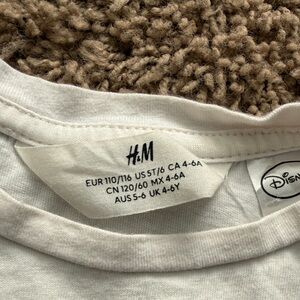 H&M
EUR 110/116 US 5T/6 CA 4-6A
CN 120/60 MX 4-6A
AUS 5-6 UK 4-6Y
Disn